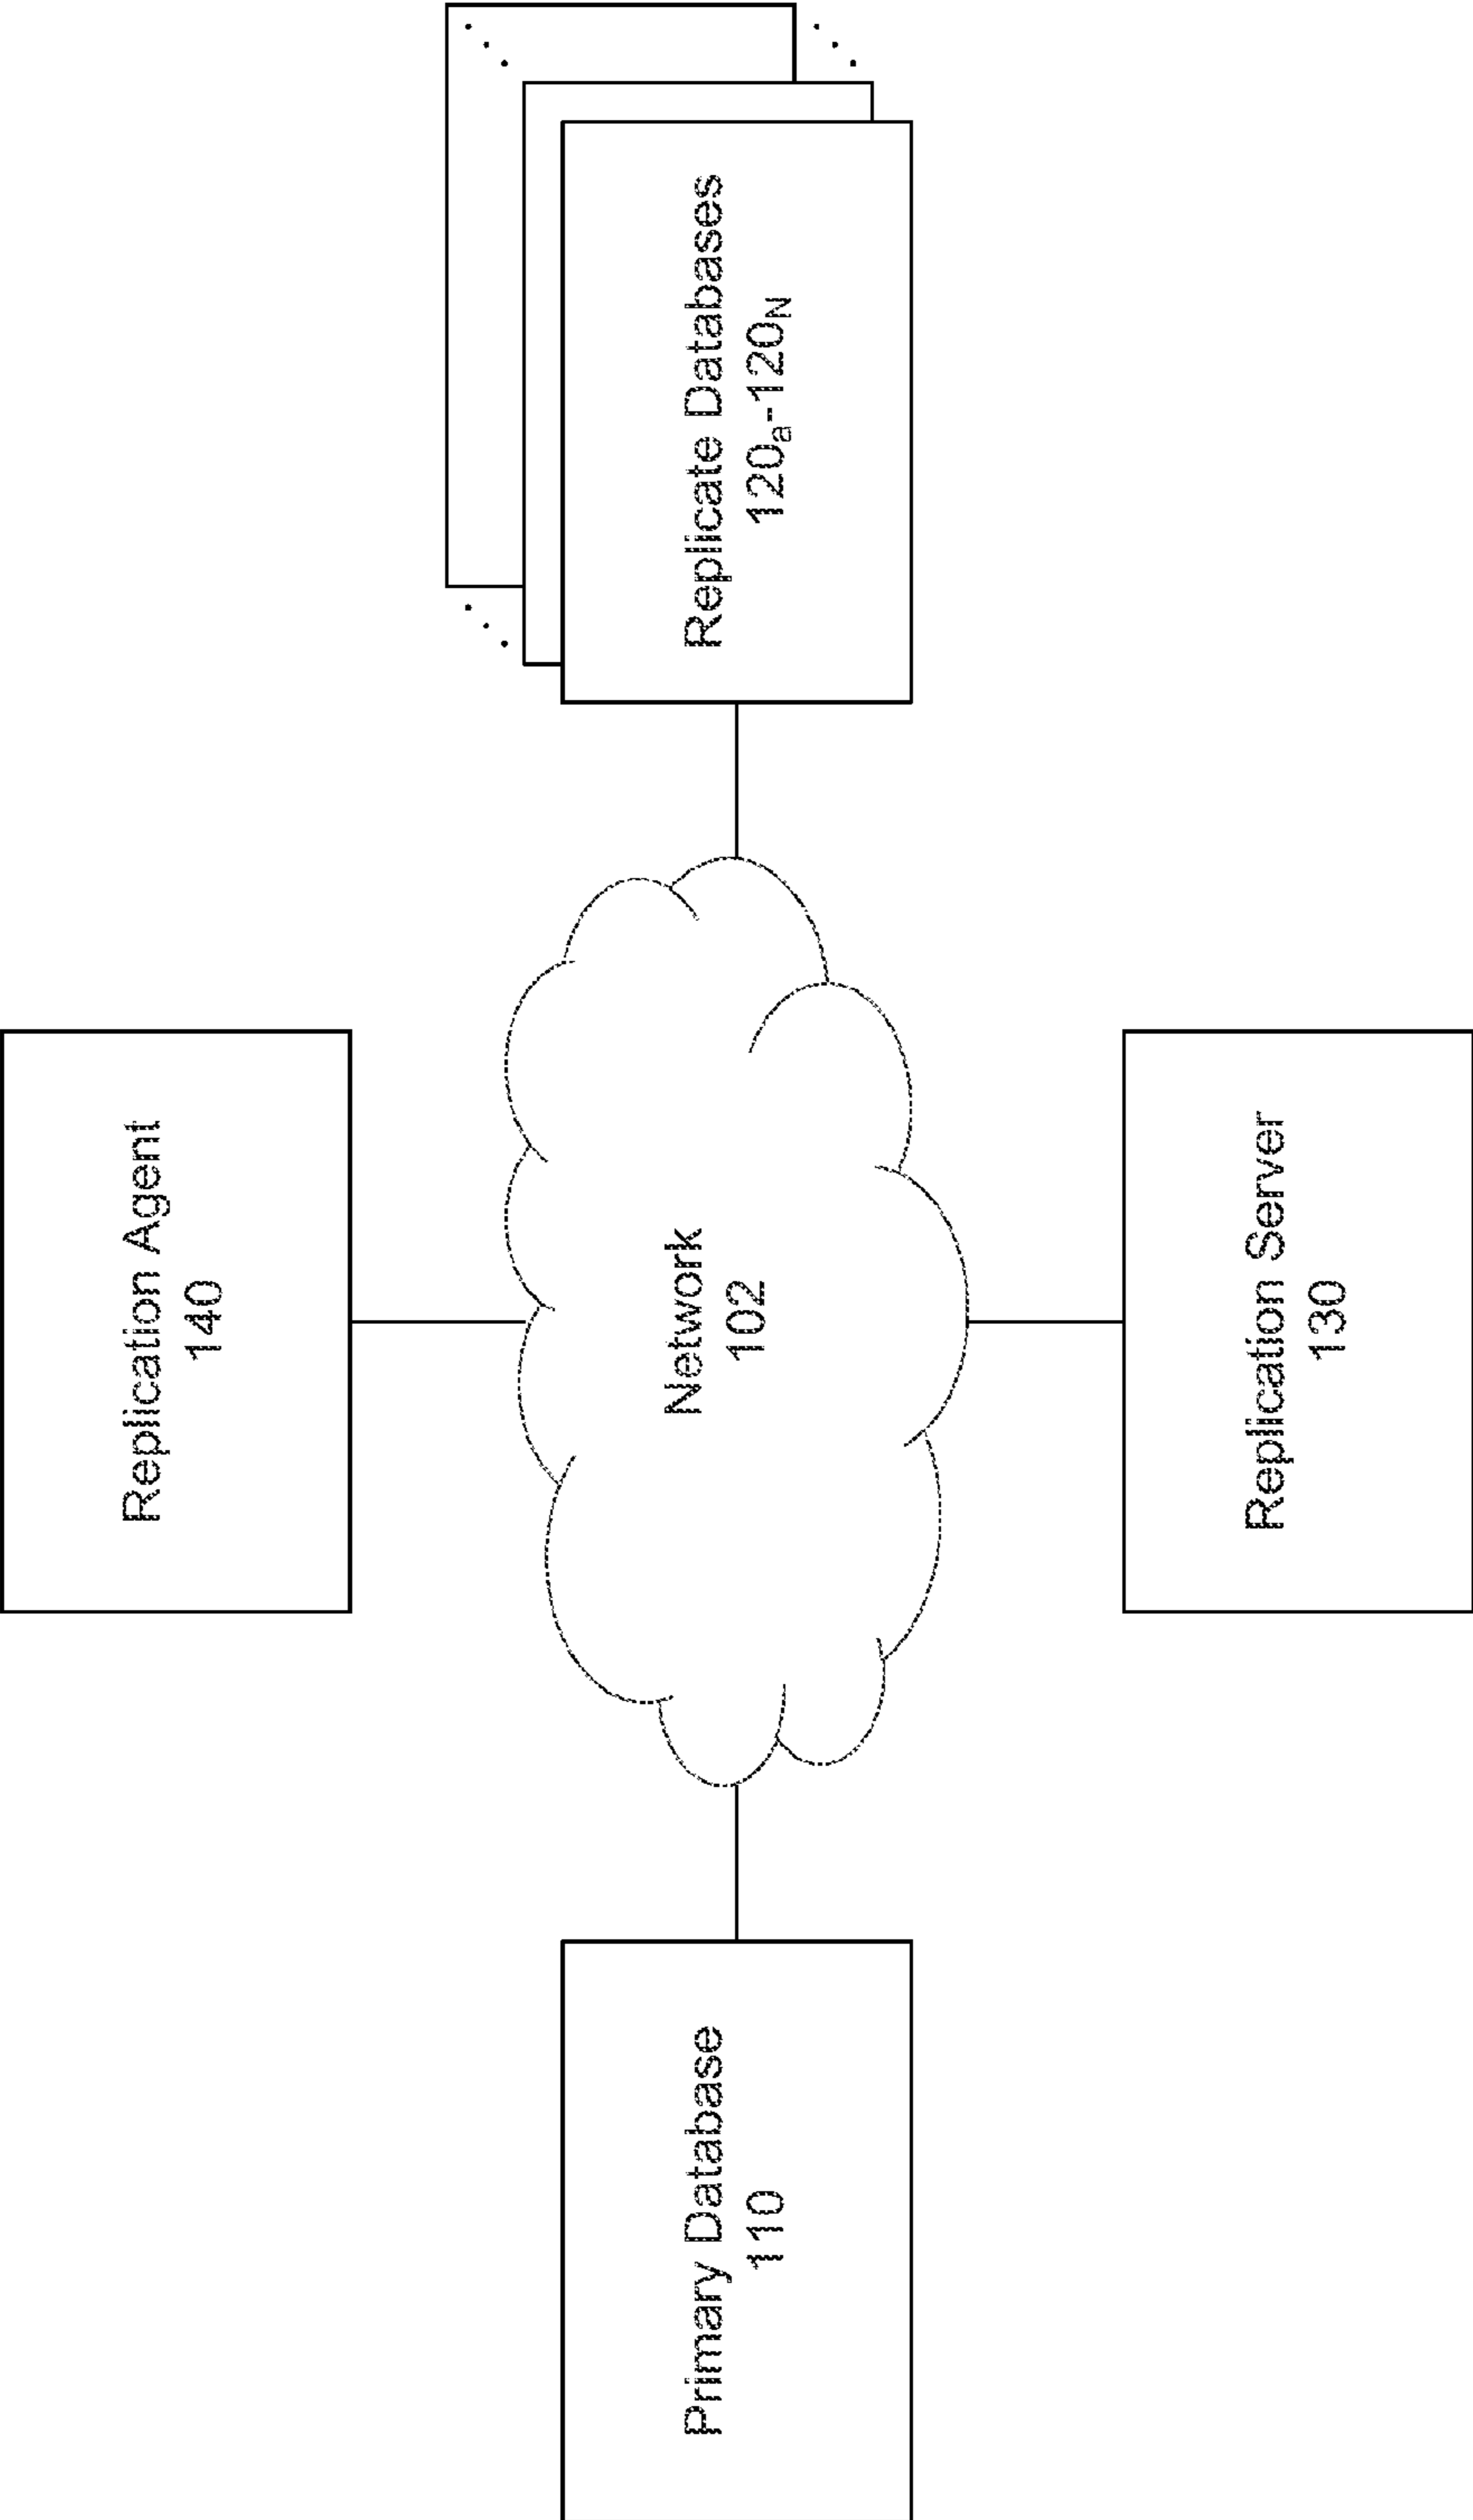 Replication Agent
140
Primary Database
110
Network
102
Replicate Databases
120a-120N
Replication Server
130